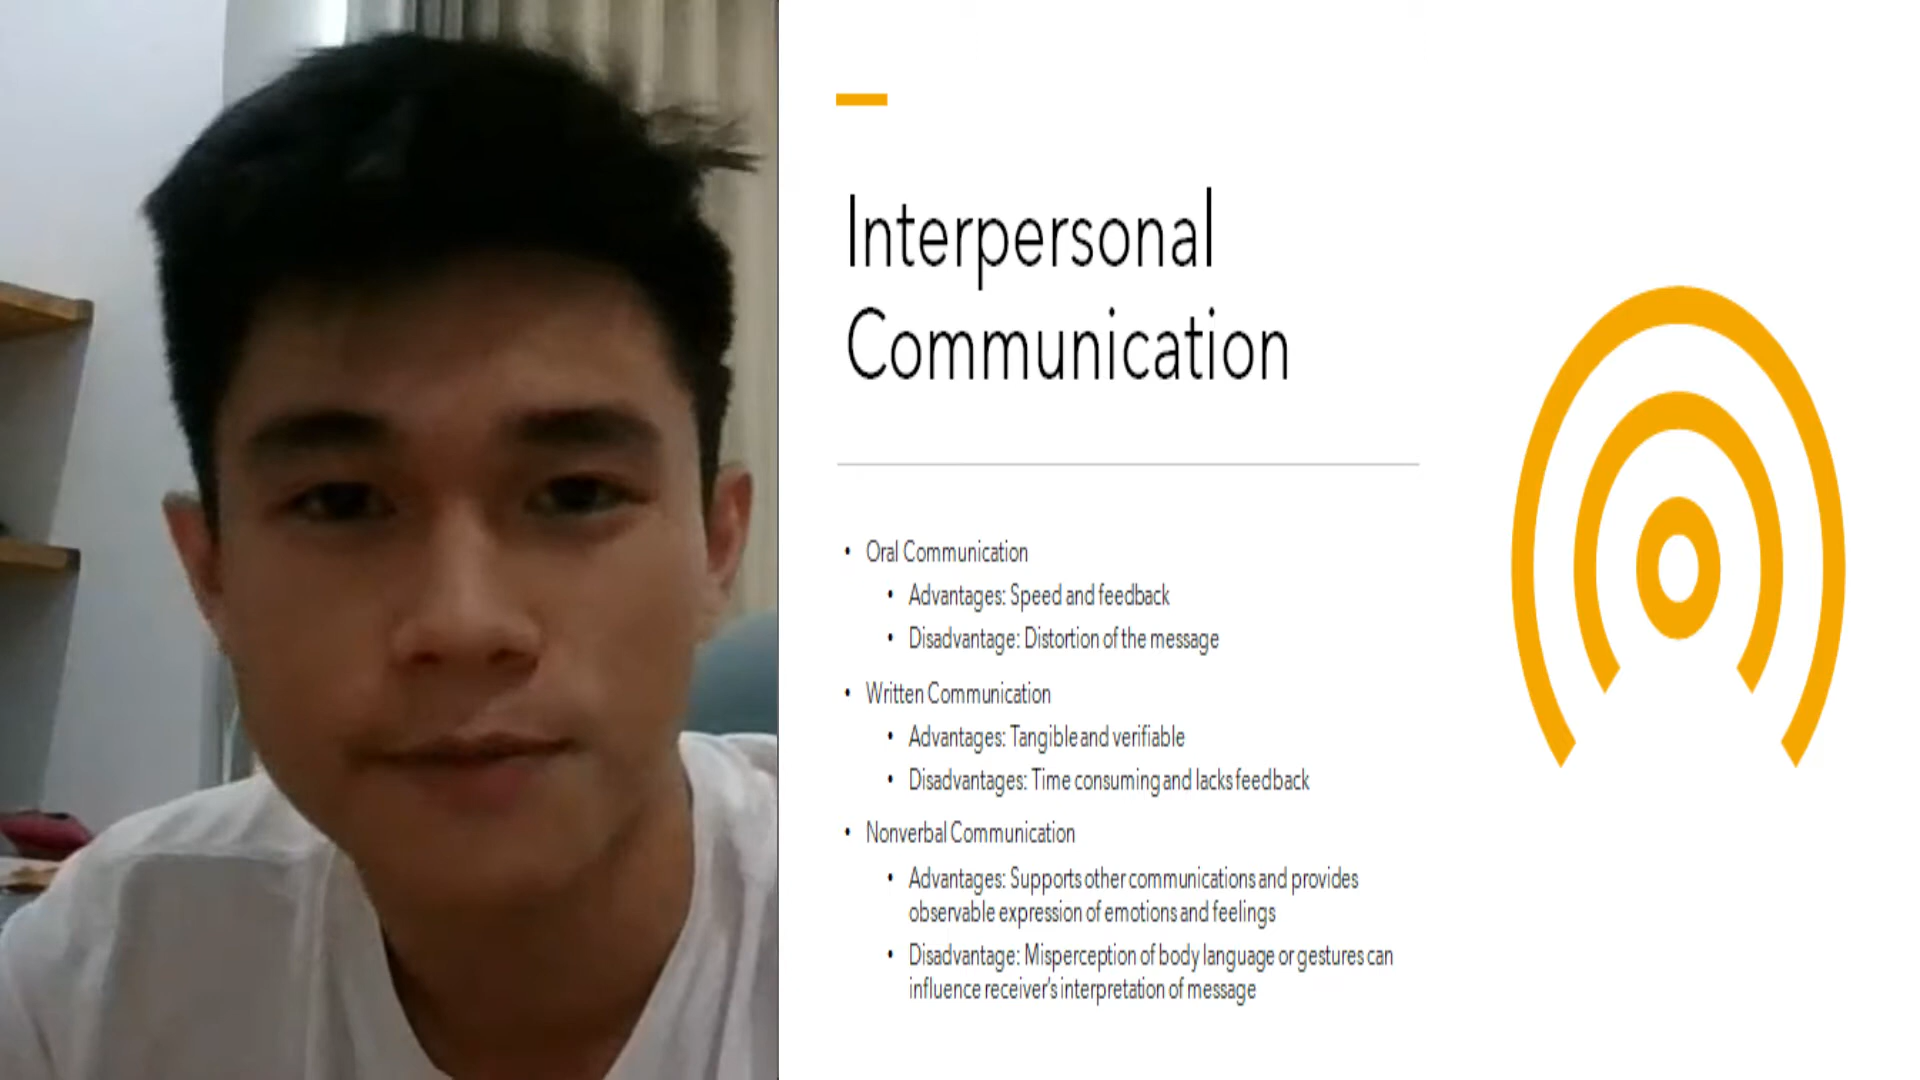 Interpersonal
Communication
• Oral Communication
• Advantages: Speed and feedback
• Disadvantage: Distortion of the message
• Written Communication
• Advantages: Tangible and verifiable
• Disadvantages: Time consuming and lacks feedback
• Nonverbal Communication
• Advantages: Supports other communications and provides
observable expression of emotions and feelings
• Disadvantage: Misperception of body language or gestures can
influence receiver's interpretation of message